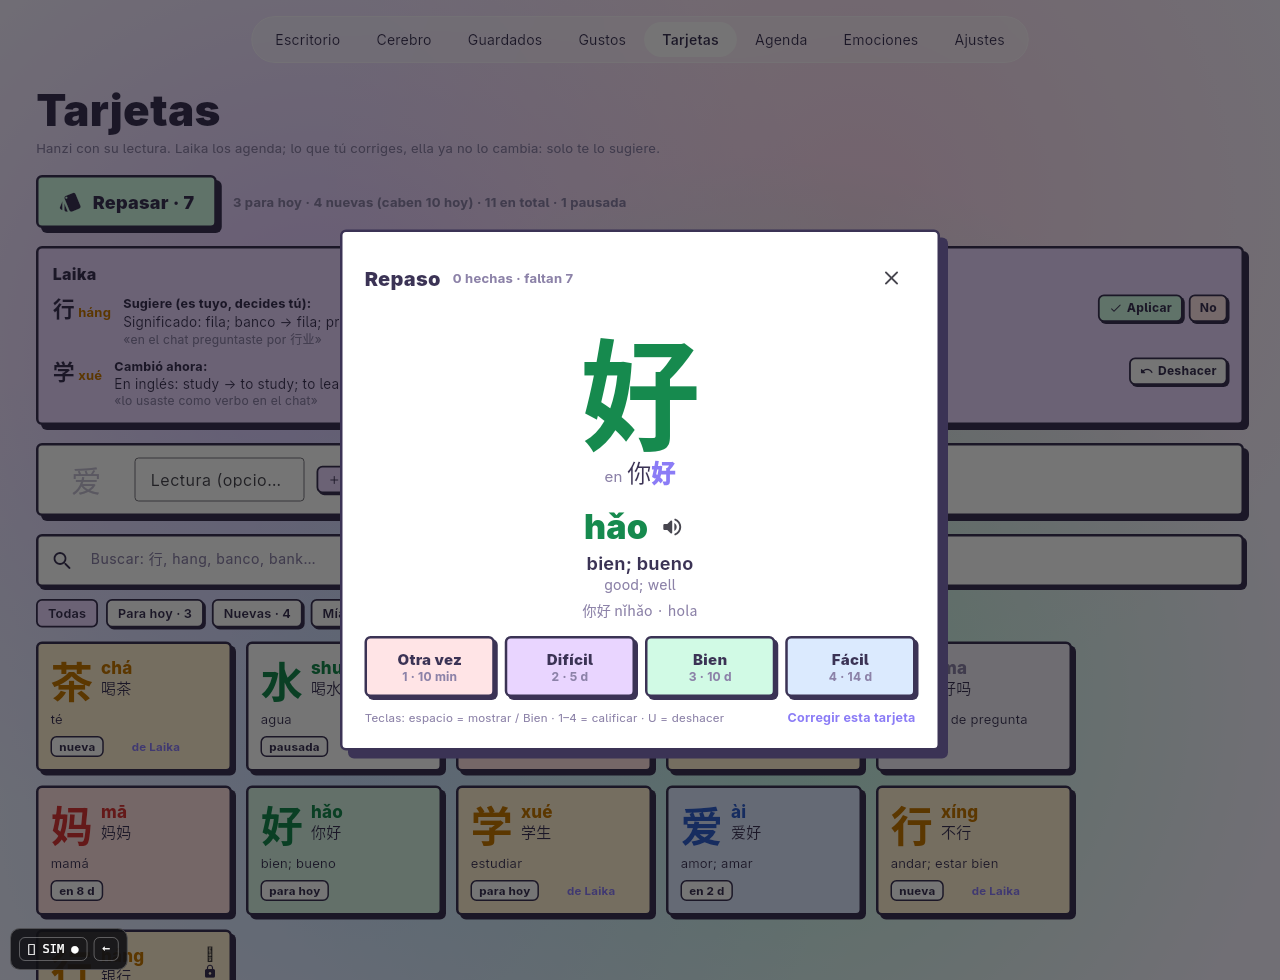 Escritorio Cerebro Guardados Gustos Tarjetas Agenda Emociones Ajustes
Tarjetas
Hanzi con su lectura. Laika los agenda; lo que tú corriges, ella ya no lo cambia: solo te lo sugiere.
Repasar · 7
3 para hoy · 4 nuevas (caben 10 hoy) · 11 en total · 1 pausada
Laika
行 háng
Sugiere (es tuyo, decides tú):
Significado: fila; banco → fila; pr
«en el chat preguntaste por 行业»
Aplicar
No
学 xué
Cambió ahora:
En inglés: study → to study; to lea
«lo usaste como verbo en el chat»
Deshacer
爱
Lectura (opcio...
+
Buscar: 行, hang, banco, bank...
Todas
Para hoy · 3
Nuevas · 4
Mía
Repaso
0 hechas · faltan 7
好
en 你好
hǎo
bien; bueno
good; well
你好 nǐhǎo · hola
Otra vez
1 · 10 min
Difícil
2 · 5 d
Bien
3 · 10 d
Fácil
4 · 14 d
Teclas: espacio = mostrar / Bien · 1–4 = calificar · U = deshacer
Corregir esta tarjeta
茶 chá
喝茶
té
nueva
de Laika
水 shu
喝水
agua
pausada
ma
好吗
de pregunta
妈 mā
妈妈
mamá
en 8 d
好 hǎo
你好
bien; bueno
para hoy
学 xué
学生
estudiar
para hoy
de Laika
爱 ài
爱好
amor; amar
en 2 d
行 xíng
不行
andar; estar bien
nueva
de Laika
SIM
←
行 ng
银行